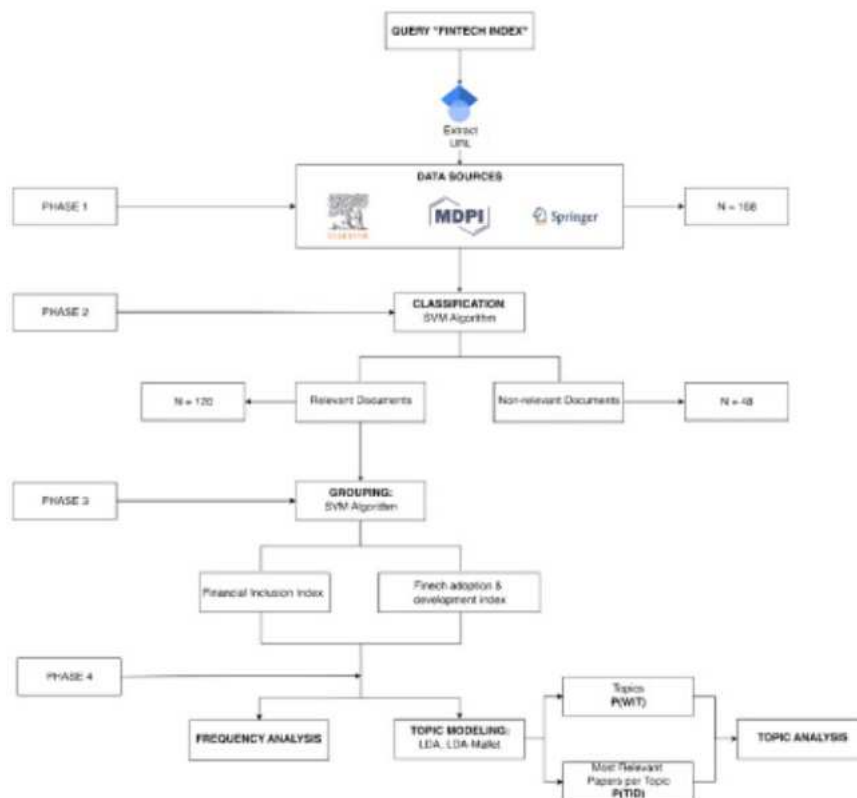 QUERY "FINTECH INDEX"
Extract
URL
DATA SOURCES
PHASE 1
ELSEVIER
MDPI
Springer
N = 168
PHASE 2
CLASSIFICATION
SVM Algorithm
N = 120
Relevant Documents
Non-relevant Documents
N = 48
PHASE 3
GROUPING:
SVM Algorithm
Financial Inclusion Index
Fintech adoption &
development index
PHASE 4
FREQUENCY ANALYSIS
TOPIC MODELING:
LDA, LDA-Mallet
Topics
P(W|T)
Most Relevant
Papers per Topic
P(T|D)
TOPIC ANALYSIS